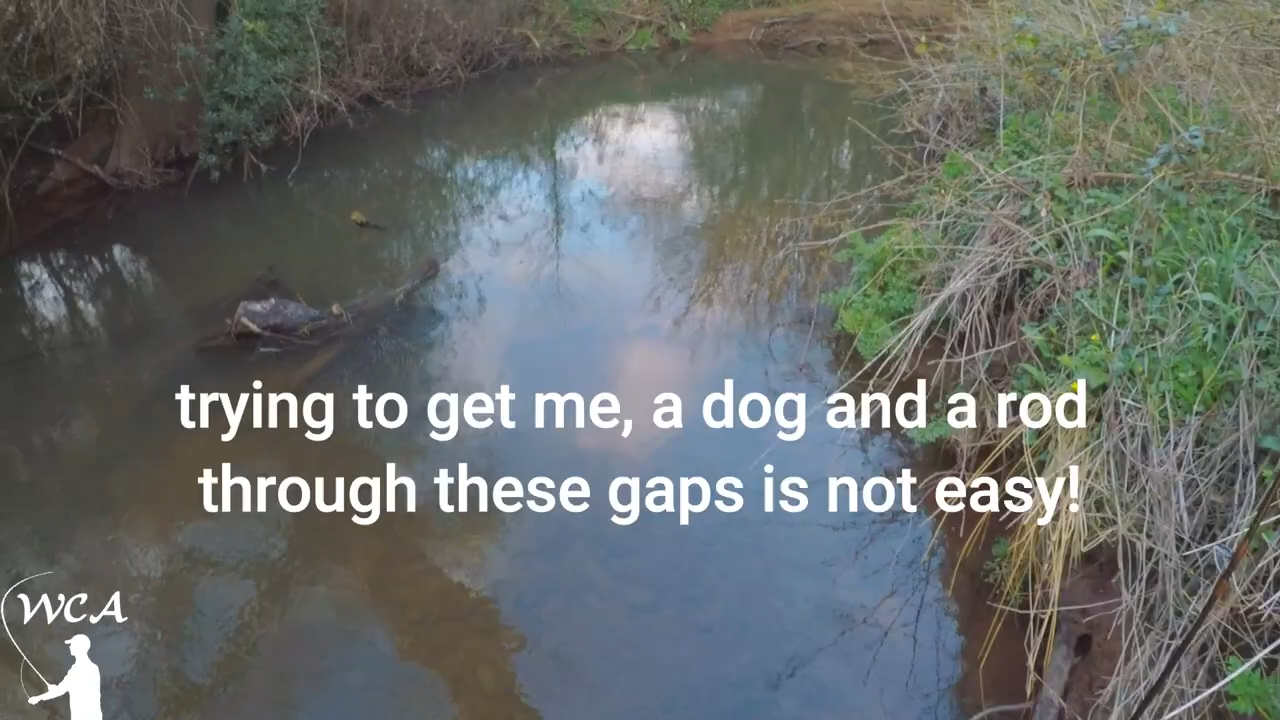 trying to get me, a dog and a rod
through these gaps is not easy!
WCA